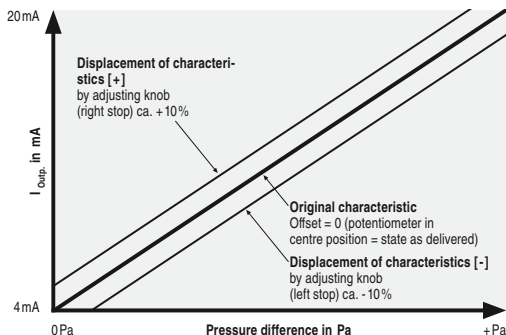 20 mA
Displacement of characteri-
stics [+]
by adjusting knob
(right stop) ca. +10%
I Outp. in mA
Original characteristic
Offset = 0 (potentiometer in
centre position = state as delivered)
Displacement of characteristics [-]
by adjusting knob
(left stop) ca. -10%
4 mA
0 Pa
Pressure difference in Pa
+Pa